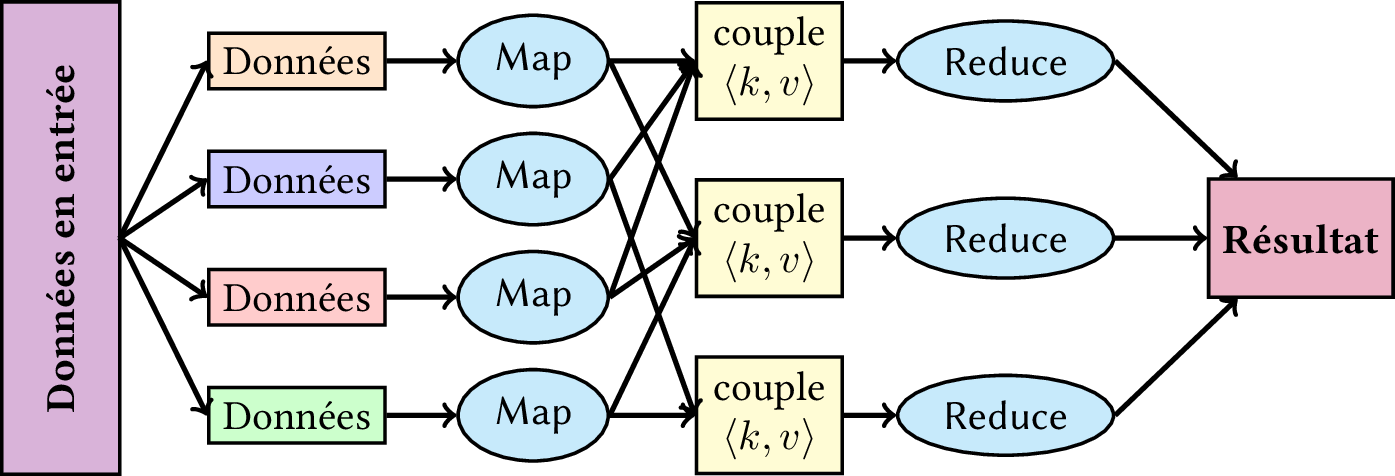 Données en entrée
Données
Données
Données
Données
Map
Map
Map
Map
couple
⟨k, v⟩
couple
⟨k, v⟩
couple
⟨k, v⟩
Reduce
Reduce
Reduce
Résultat